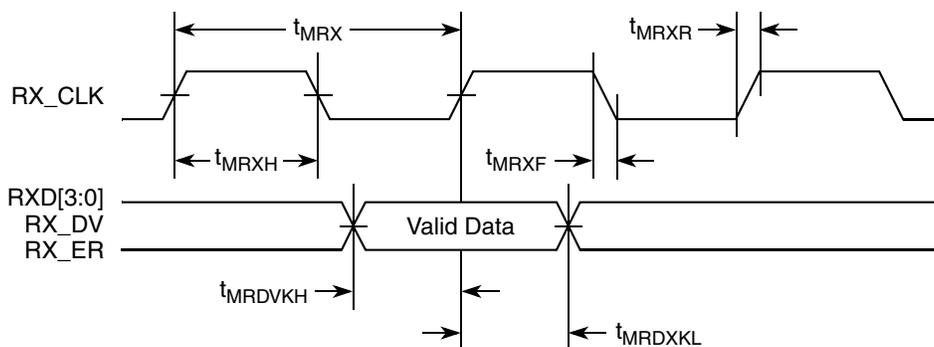 tMRX
tMRXR
RX_CLK
tMRXH
tMRXF
RXD[3:0]
RX_DV
Valid Data
RX_ER
tMRDVKH
tMRDXKL